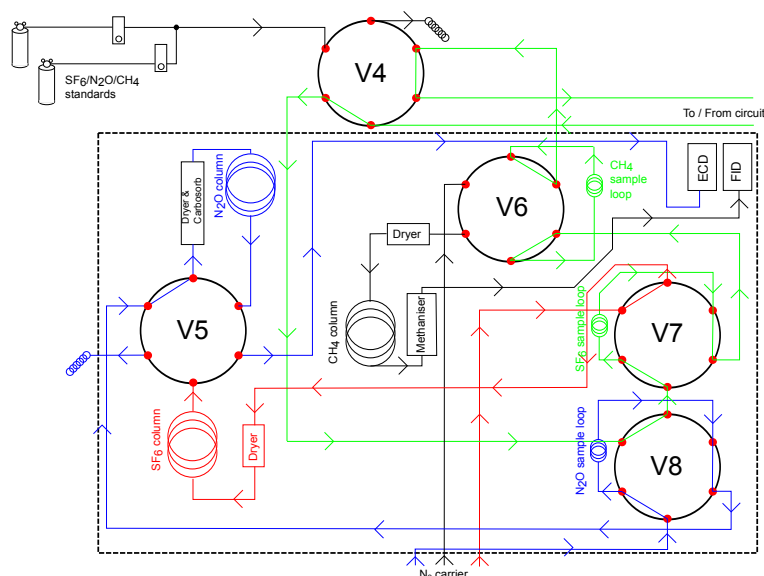 V4
SF6/N2O/CH4
standards
To / From circuit
Dryer &
Carbosorb
N2O column
V6
CH4
sample
loop
ECD
FID
Dryer
V5
CH4 column
Methaniser
SF6 sample loop
V7
SF6 column
Dryer
N2O sample loop
V8
N2 carrier